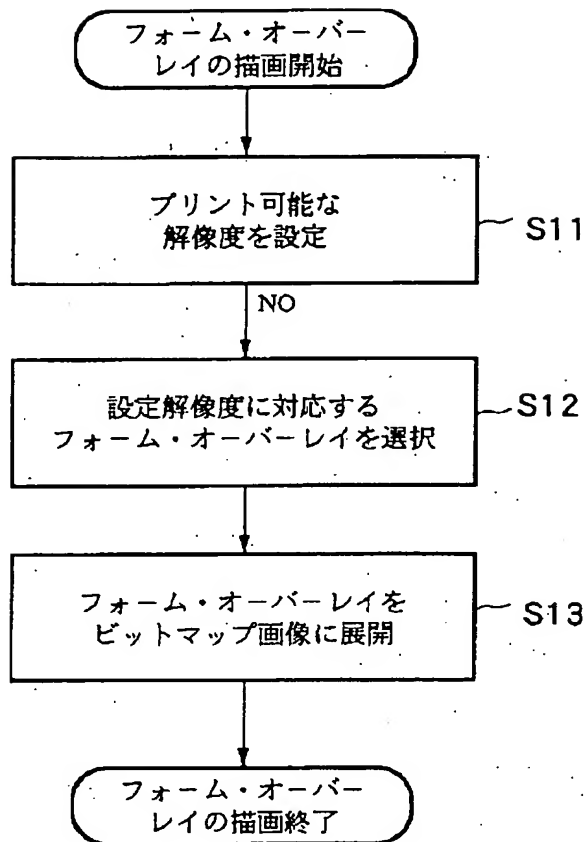 フォーム・オーバー
レイの描画開始
プリント可能な
解像度を設定
S11
NO
設定解像度に対応する
フォーム・オーバーレイを選択
S12
フォーム・オーバーレイを
ビットマップ画像に展開
S13
フォーム・オーバー
レイの描画終了